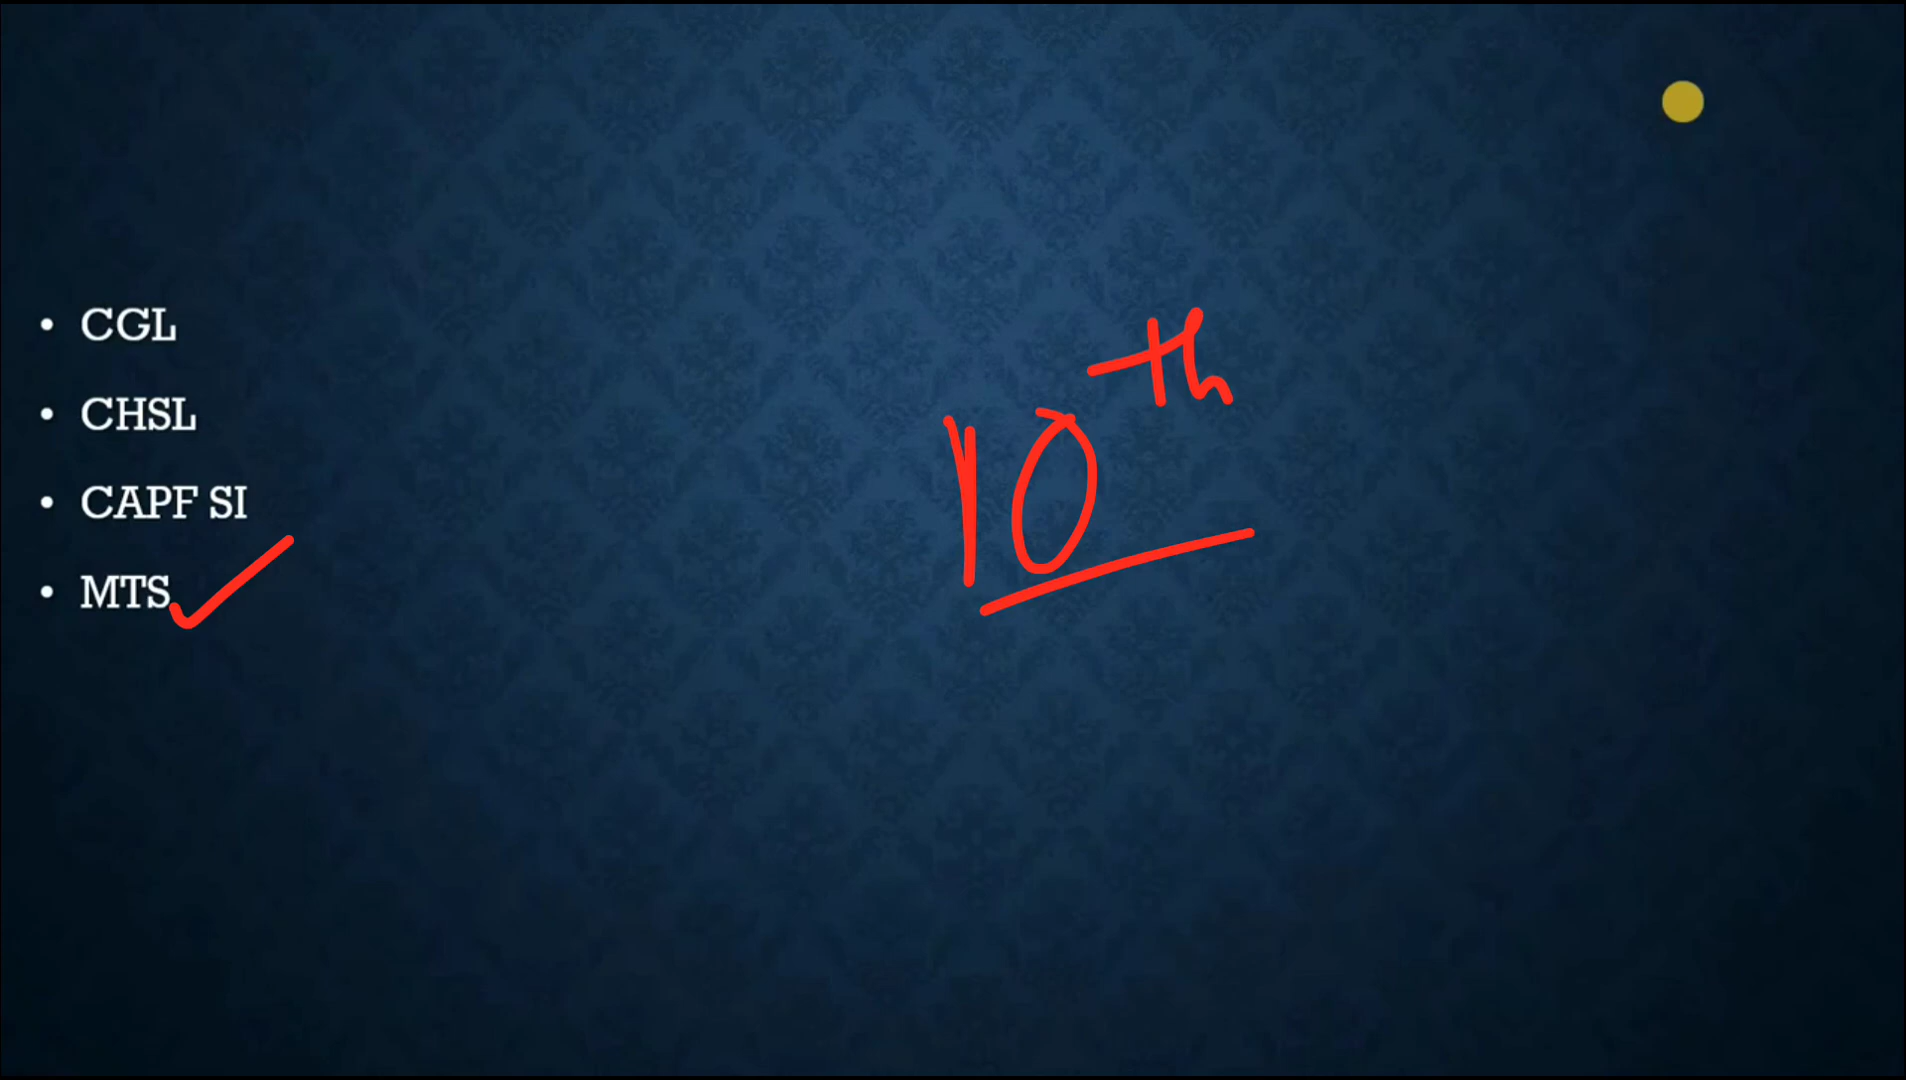 • CGL
• CHSL
• CAPF SI
• MTS
10th